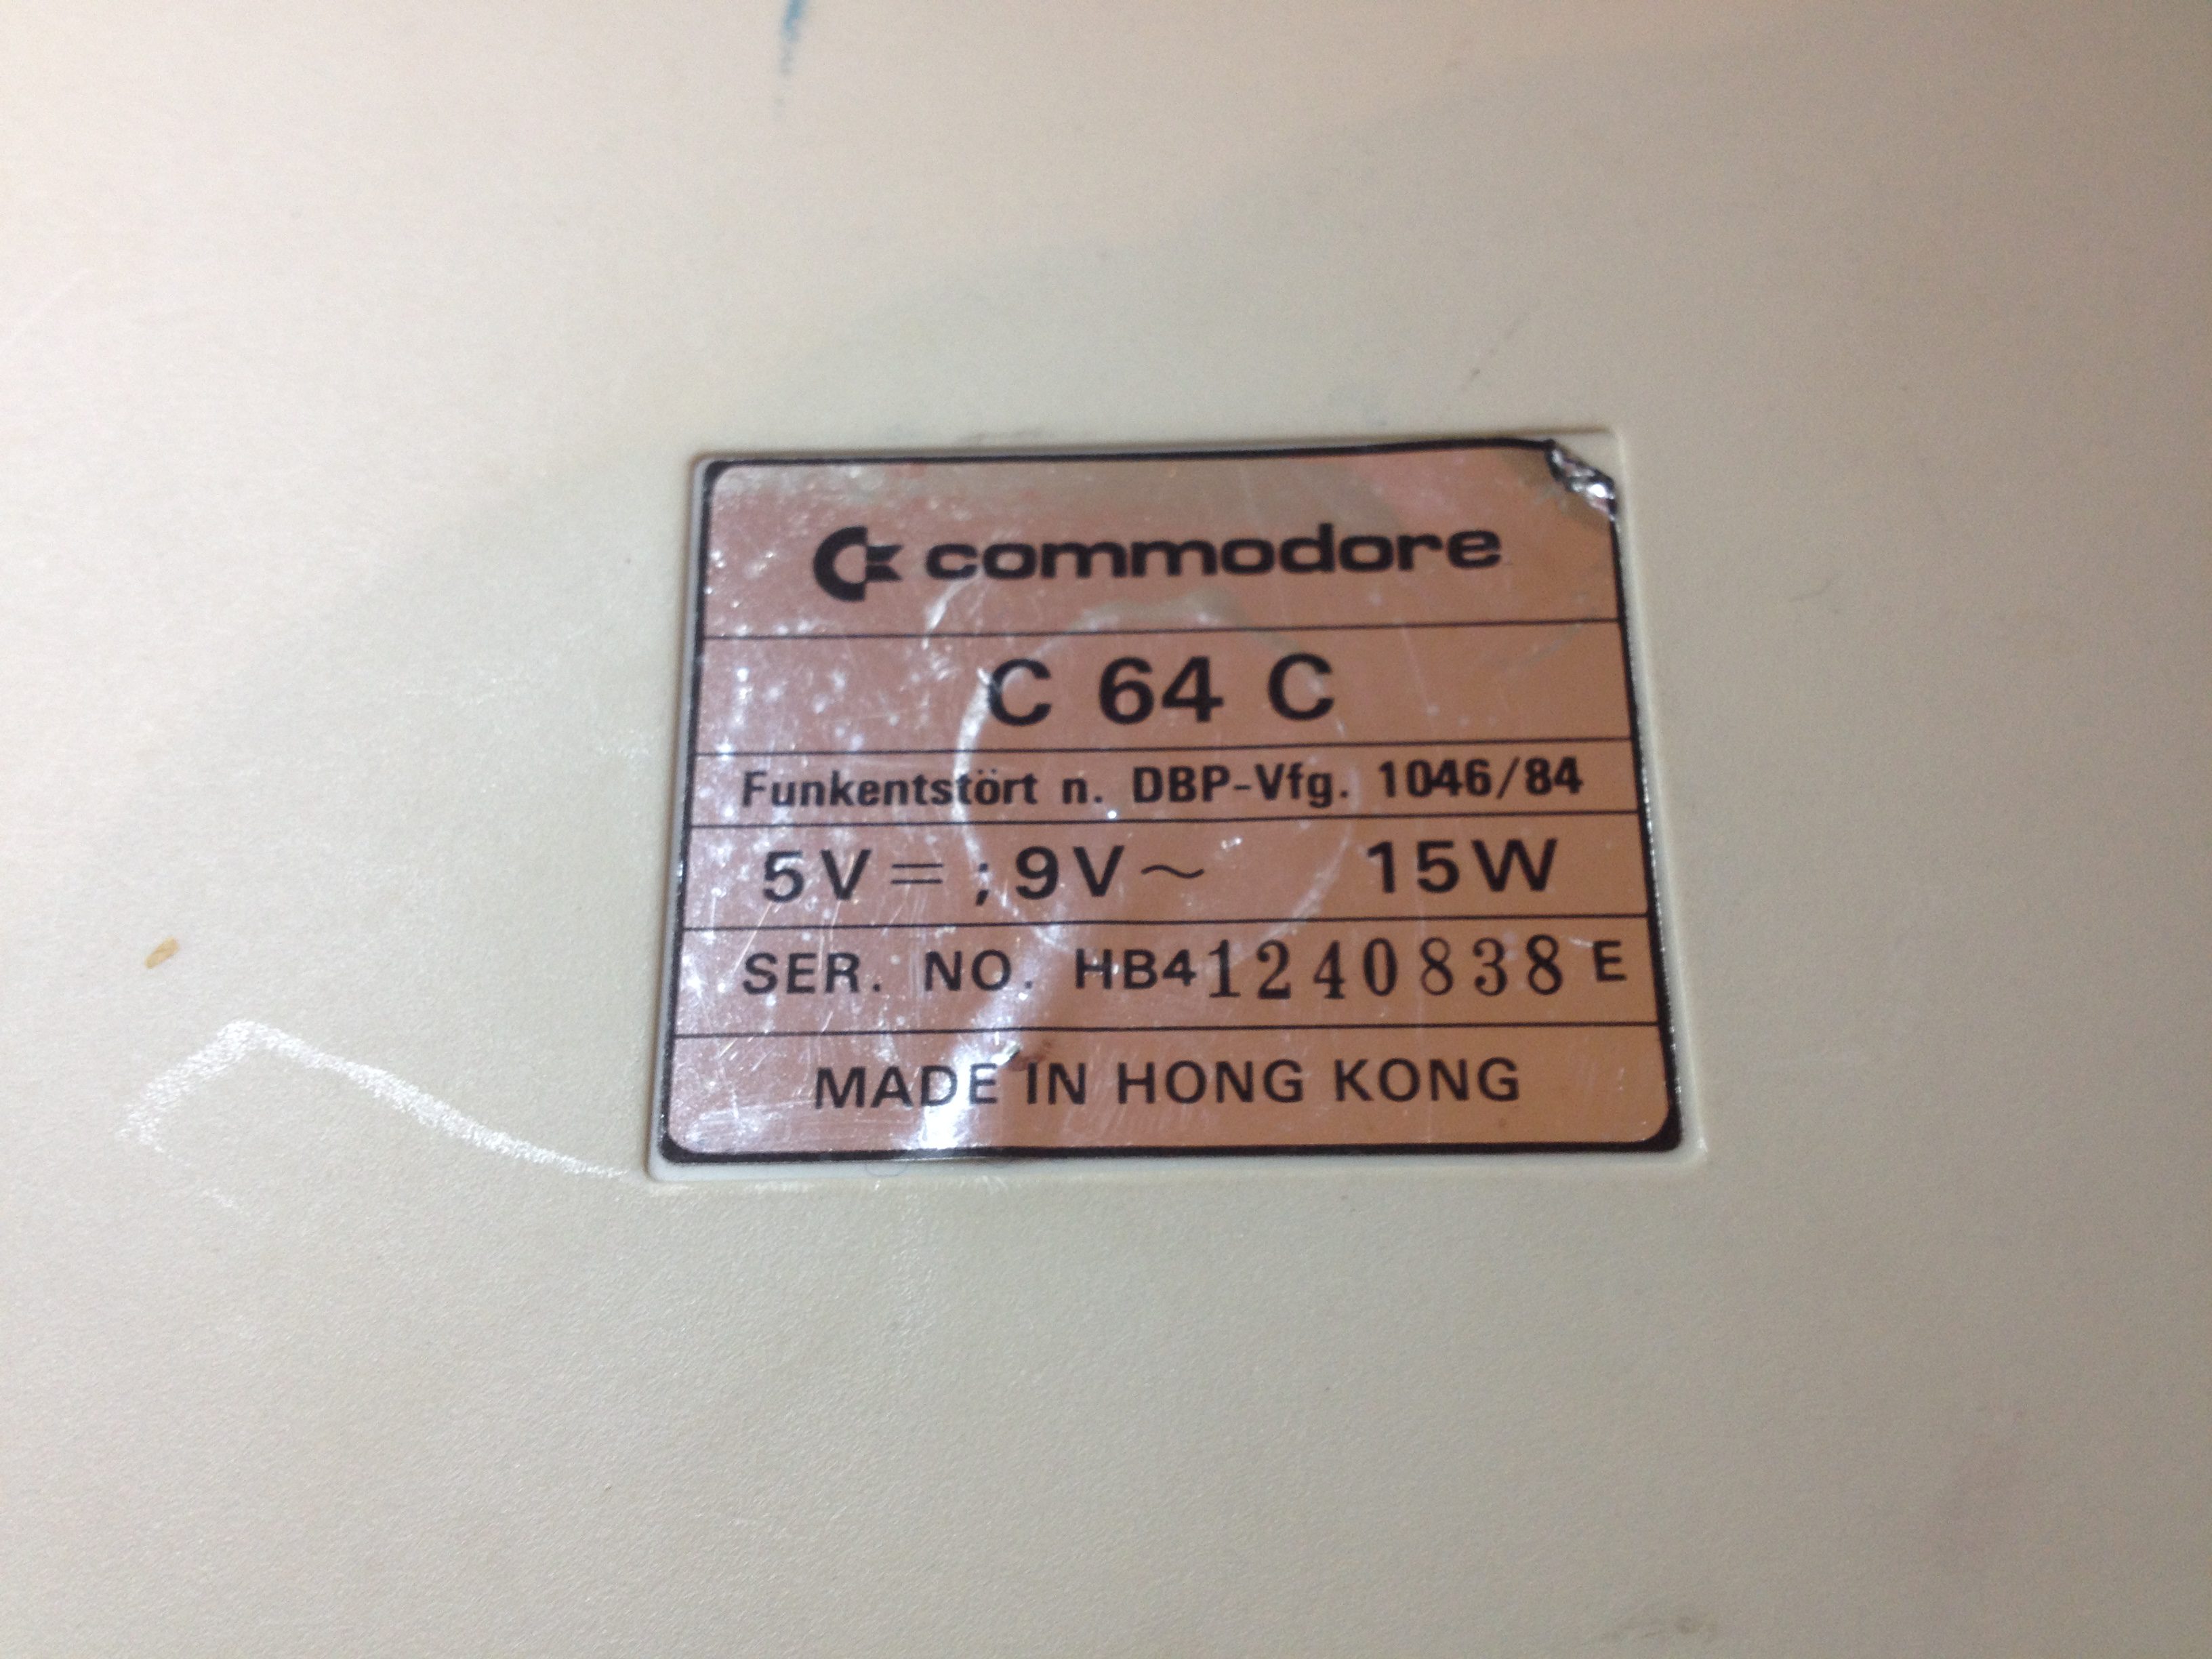 commodore
C 64 C
Funkentstört n. DBP-Vfg. 1046/84
5V = ; 9V ~ 15W
SER. NO. HB41240838 E
MADE IN HONG KONG